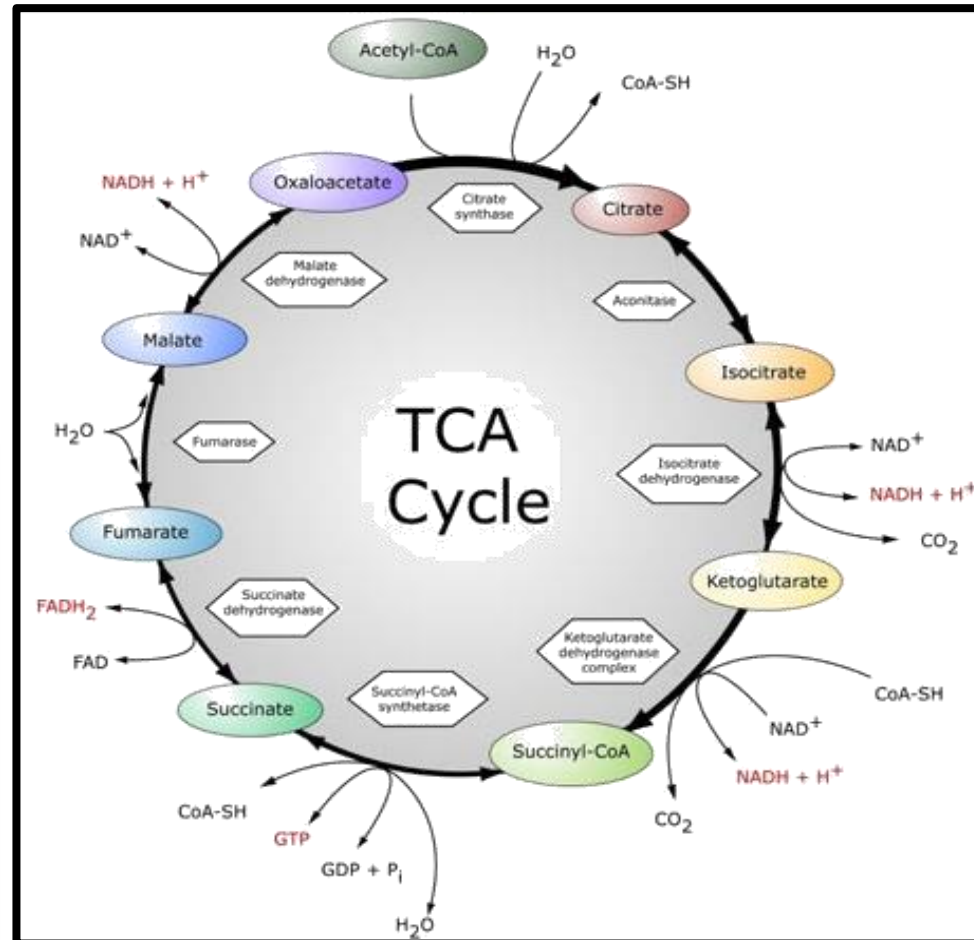 Acetyl-CoA
H₂O
CoA-SH
Oxaloacetate
Citrate
synthase
Citrate
NADH + H⁺
NAD⁺
Malate
dehydrogenase
Aconitase
Malate
Isocitrate
H₂O
Fumarase
TCA
Cycle
Isocitrate
dehydrogenase
NAD⁺
NADH + H⁺
CO₂
Fumarate
Ketoglutarate
FADH₂
FAD
Succinate
dehydrogenase
Ketoglutarate
dehydrogenase
complex
Succinate
Succinyl-CoA
synthetase
Succinyl-CoA
CoA-SH
NAD⁺
NADH + H⁺
CO₂
CoA-SH
GTP
GDP + Pᵢ
H₂O